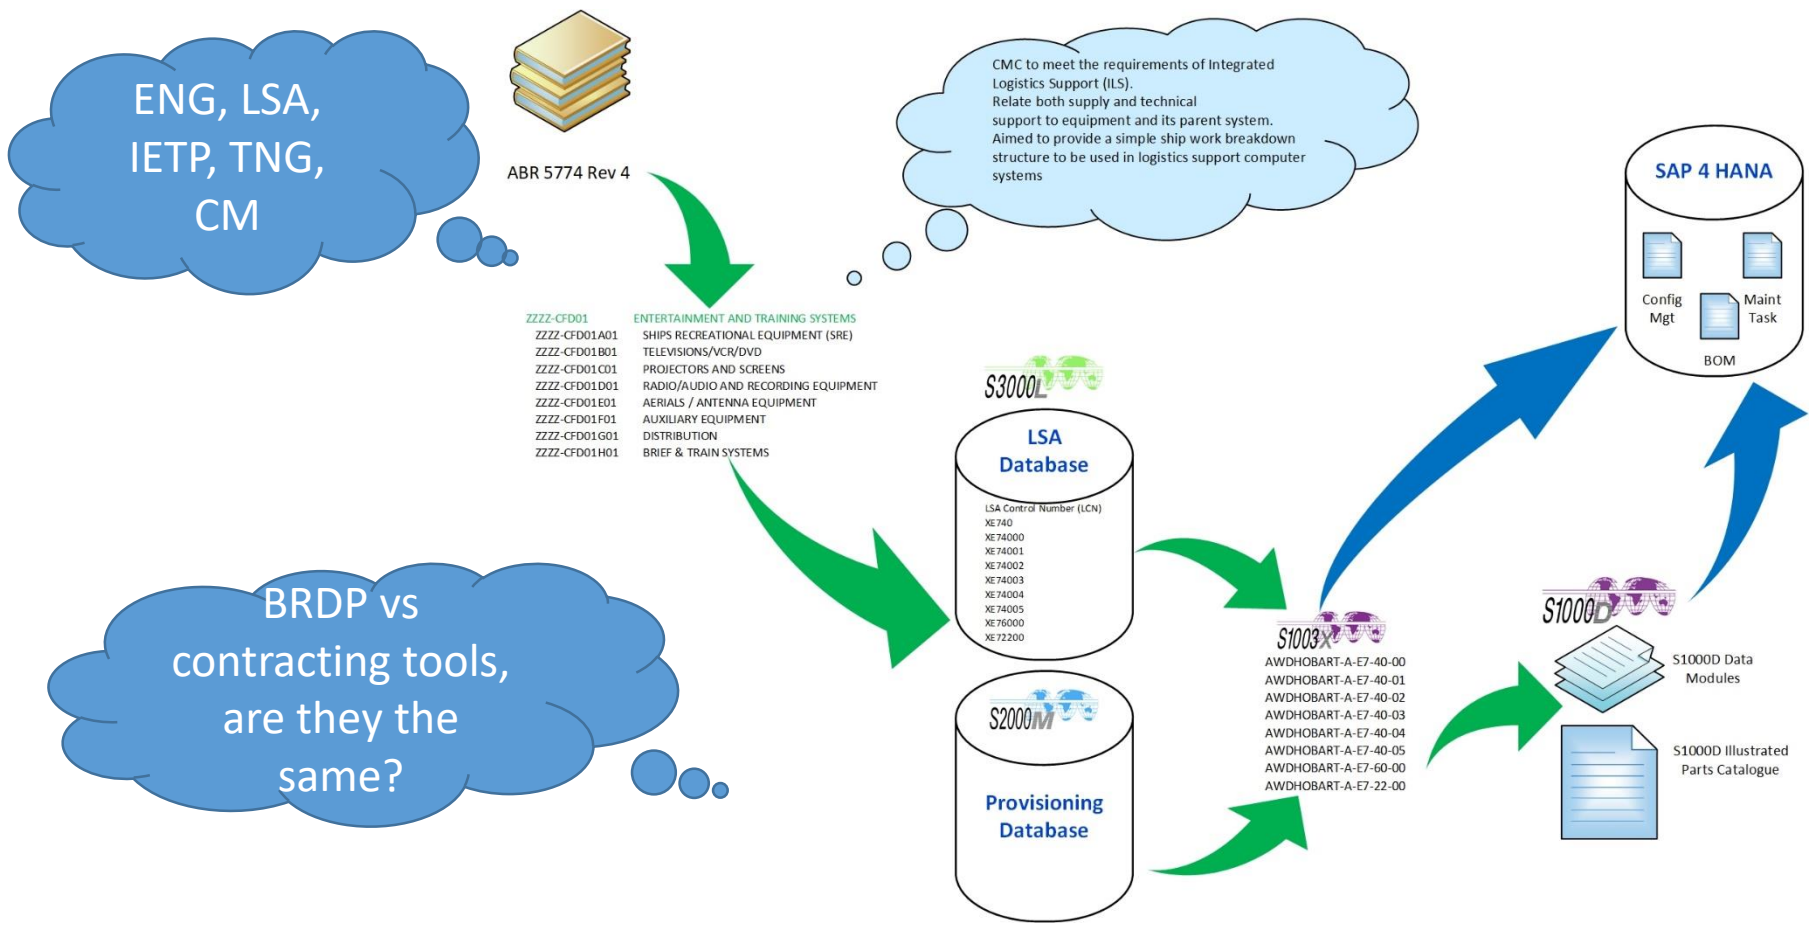 ENG, LSA,
IETP, TNG,
CM
ABR 5774 Rev 4
CMC to meet the requirements of Integrated
Logistics Support (ILS).
Relate both supply and technical
support to equipment and its parent system.
Aimed to provide a simple ship work breakdown
structure to be used in logistics support computer
systems
SAP 4 HANA
Config
Mgt
Maint
Task
BOM
ZZZZ-CFD01 ENTERTAINMENT AND TRAINING SYSTEMS
ZZZZ-CFD01A01 SHIPS RECREATIONAL EQUIPMENT (SRE)
ZZZZ-CFD01B01 TELEVISIONS/VCR/DVD
ZZZZ-CFD01C01 PROJECTORS AND SCREENS
ZZZZ-CFD01D01 RADIO/AUDIO AND RECORDING EQUIPMENT
ZZZZ-CFD01E01 AERIALS / ANTENNA EQUIPMENT
ZZZZ-CFD01F01 AUXILIARY EQUIPMENT
ZZZZ-CFD01G01 DISTRIBUTION
ZZZZ-CFD01H01 BRIEF & TRAIN SYSTEMS
S3000L
LSA
Database
LSA Control Number (LCN)
XE740
XE74000
XE74001
XE74002
XE74003
XE74004
XE74005
XE76000
XE72200
BRDP vs
contracting tools,
are they the
same?
S2000M
Provisioning
Database
S1003X
AWDHOBART-A-E7-40-00
AWDHOBART-A-E7-40-01
AWDHOBART-A-E7-40-02
AWDHOBART-A-E7-40-03
AWDHOBART-A-E7-40-04
AWDHOBART-A-E7-40-05
AWDHOBART-A-E7-60-00
AWDHOBART-A-E7-22-00
S1000D
S1000D Data
Modules
S1000D Illustrated
Parts Catalogue